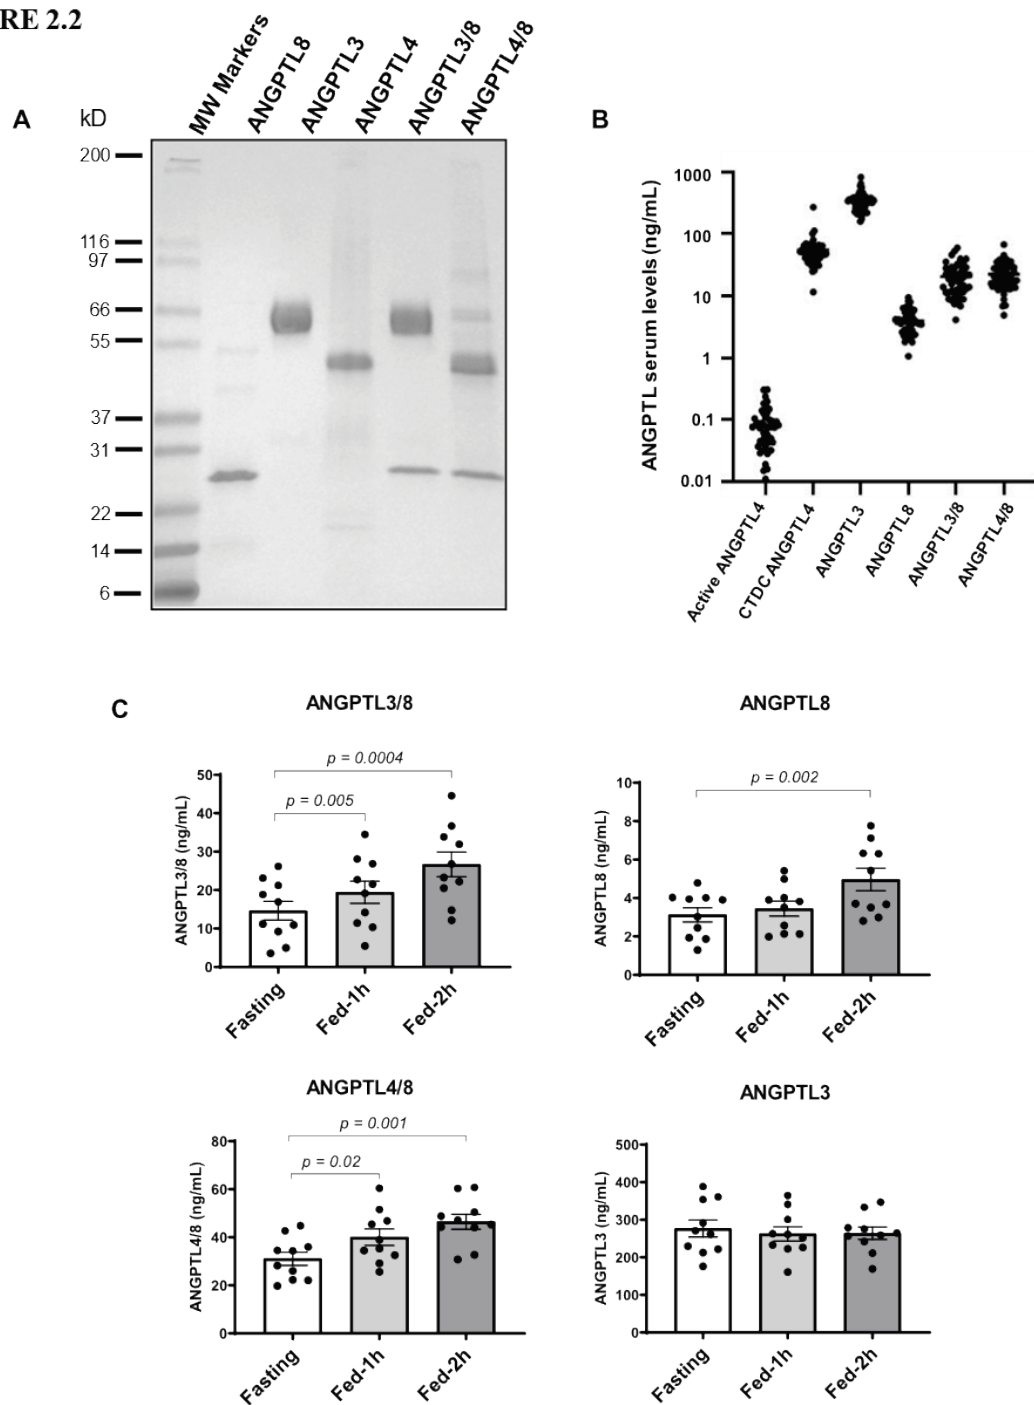 RE 2.2
A
kD
MW Markers
ANGPTL8
ANGPTL3
ANGPTL4
ANGPTL3/8
ANGPTL4/8
200
116
97
66
55
37
31
22
14
6
B
ANGPTL serum levels (ng/mL)
1000
100
10
1
0.1
0.01
Active ANGPTL4
CTDC ANGPTL4
ANGPTL3
ANGPTL8
ANGPTL3/8
ANGPTL4/8
C
ANGPTL3/8
p = 0.0004
p = 0.005
ANGPTL3/8 (ng/mL)
50
40
30
20
10
0
Fasting
Fed-1h
Fed-2h
ANGPTL8
p = 0.002
ANGPTL8 (ng/mL)
10
8
6
4
2
0
Fasting
Fed-1h
Fed-2h
ANGPTL4/8
p = 0.001
p = 0.02
ANGPTL4/8 (ng/mL)
80
60
40
20
0
Fasting
Fed-1h
Fed-2h
ANGPTL3
ANGPTL3 (ng/mL)
500
400
300
200
100
0
Fasting
Fed-1h
Fed-2h